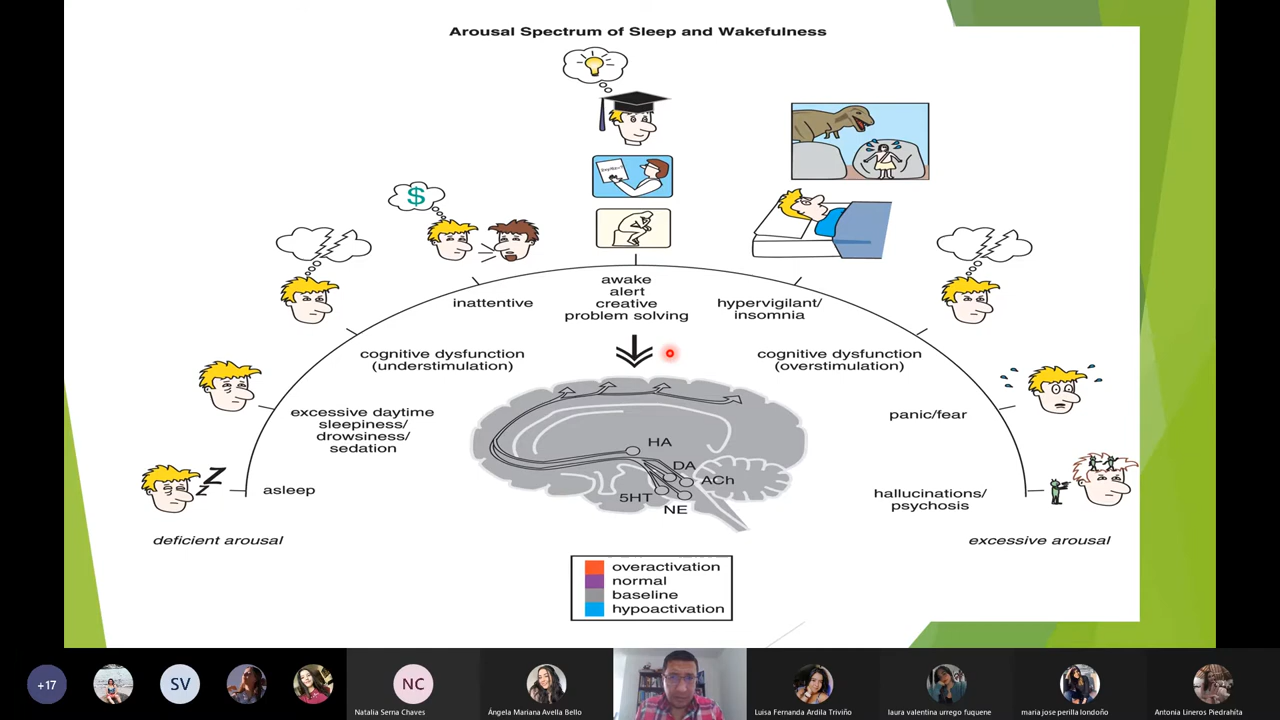 Arousal Spectrum of Sleep and Wakefulness
$
inattentive
awake
alert
creative
problem solving
hypervigilant/
insomnia
cognitive dysfunction
(understimulation)
cognitive dysfunction
(overstimulation)
excessive daytime
sleepiness/
drowsiness/
sedation
panic/fear
Z
Z
asleep
hallucinations/
psychosis
HA
DA
ACh
5HT
NE
deficient arousal
excessive arousal
overactivation
normal
baseline
hypoactivation
+17
SV
NC
Natalia Serna Chaves
Ángela Mariana Avella Bello
Luisa Fernanda Ardila Triviño
laura valentina urrego fuquene
maria jose perilla londoño
Antonia Lineros Piedrahíta